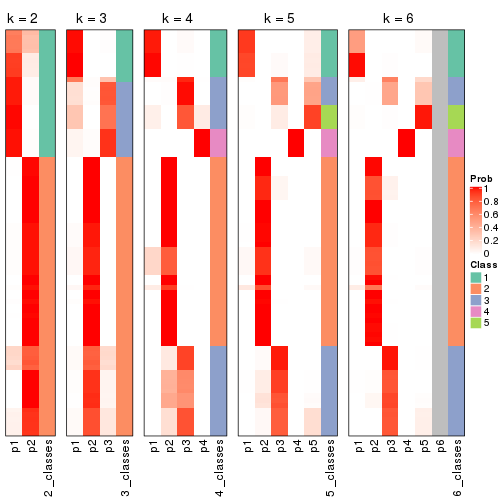 k = 2
k = 3
k = 4
k = 5
k = 6
Prob
1
0.8
0.6
0.4
0.2
0
Class
1
2
3
4
5
p1
p2
2_classes
p1
p2
p3
3_classes
p1
p2
p3
p4
4_classes
p1
p2
p3
p4
p5
5_classes
p1
p2
p3
p4
p5
p6
6_classes